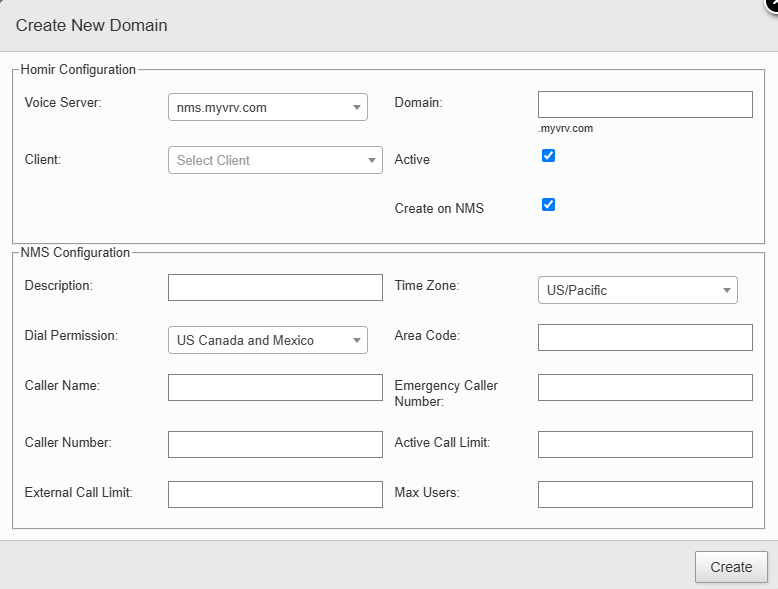 Create New Domain
Homir Configuration
Voice Server:
nms.myvrv.com
Domain:
.myvrv.com
Client:
Select Client
Active
Create on NMS
NMS Configuration
Description:
Time Zone:
US/Pacific
Dial Permission:
US Canada and Mexico
Area Code:
Caller Name:
Emergency Caller
Number:
Caller Number:
Active Call Limit:
External Call Limit:
Max Users:
Create